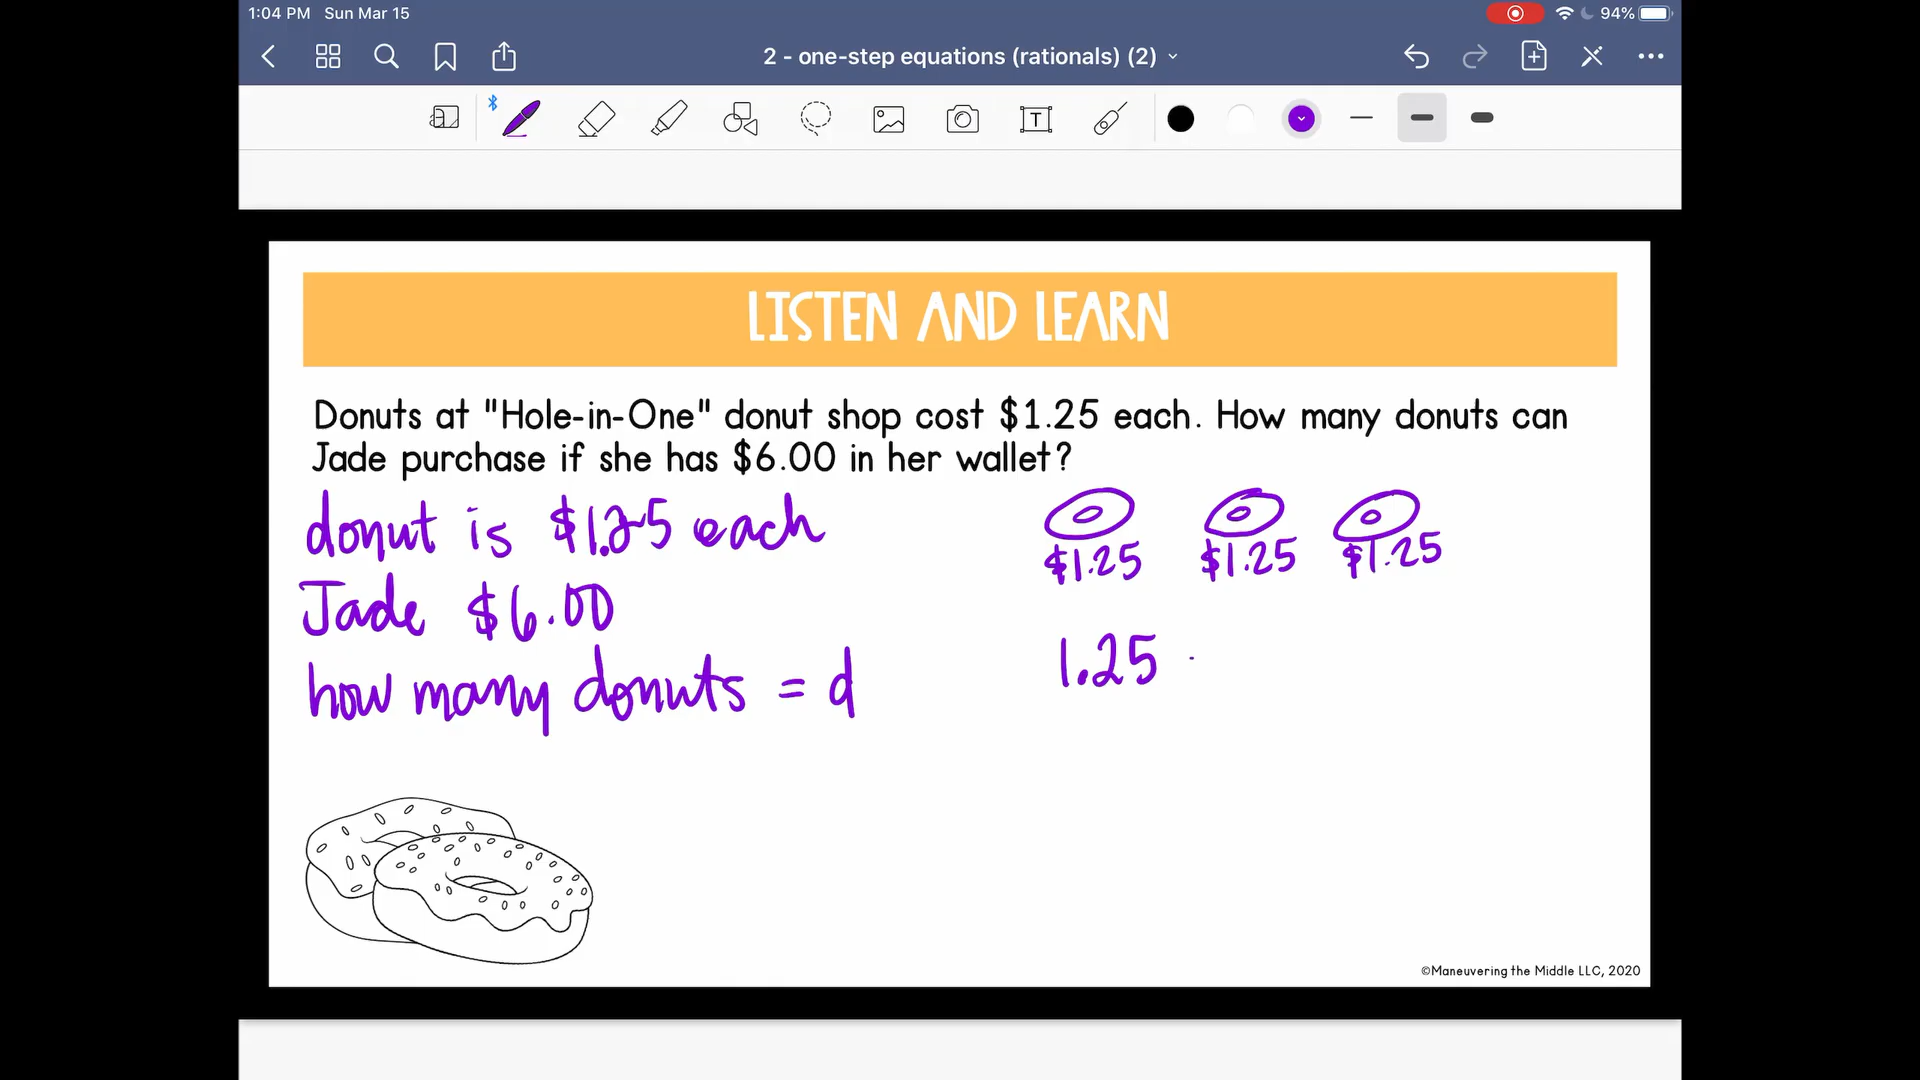 1:04 PM Sun Mar 15
94%
2 - one-step equations (rationals) (2)
T
LISTEN AND LEARN
Donuts at "Hole-in-One" donut shop cost $1.25 each. How many donuts can
Jade purchase if she has $6.00 in her wallet?
donut is $1.25 each
Jade $6.00
how many donuts = d
$1.25 $1.25 $1.25
1.25 ·
©Maneuvering the Middle LLC, 2020